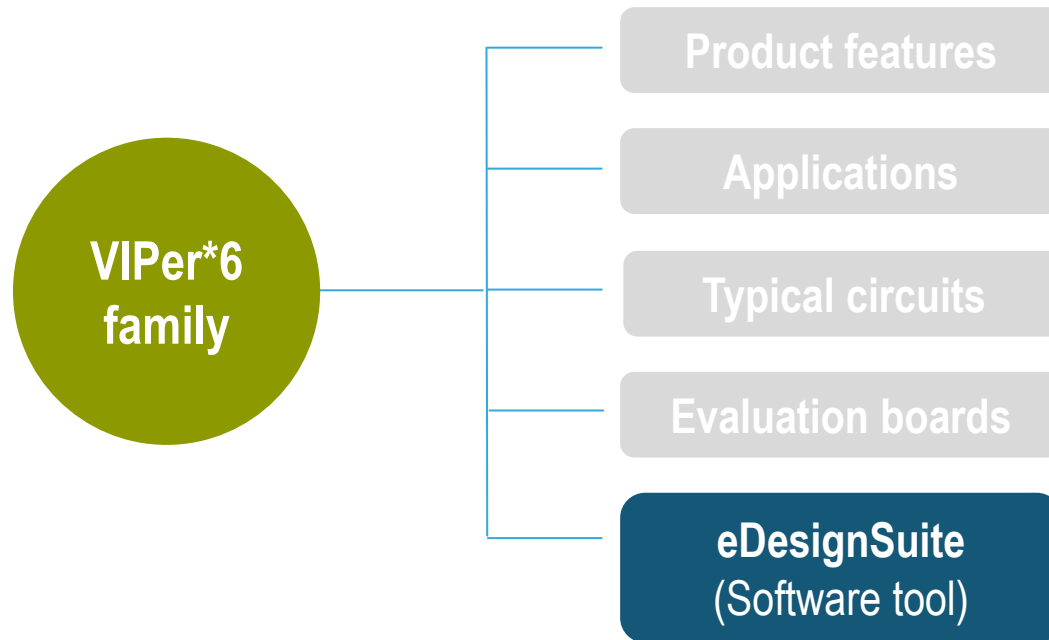 Product features
Applications
VIPer*6
family
Typical circuits
Evaluation boards
eDesignSuite
(Software tool)